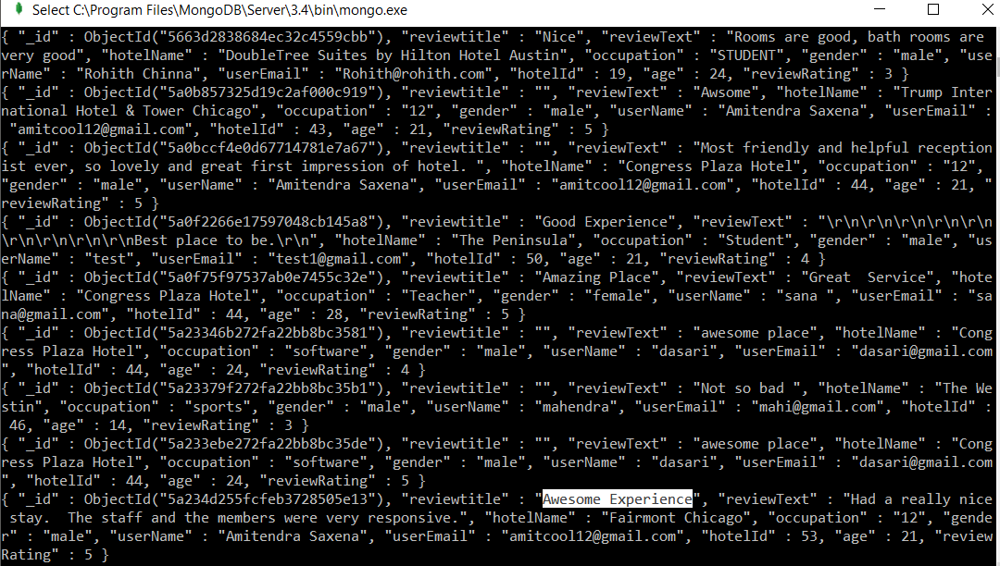 Select C:\Program Files\MongoDB\Server\3.4\bin\mongo.exe
{ "_id" : ObjectId("5663d2838684ec32c4559cbb"), "reviewtitle" : "Nice", "reviewText" : "Rooms are good, bath rooms are
very good", "hotelName" : "DoubleTree Suites by Hilton Hotel Austin", "occupation" : "STUDENT", "gender" : "male", "use
rName" : "Rohith Chinna", "userEmail" : "Rohith@rohith.com", "hotelId" : 19, "age" : 24, "reviewRating" : 3 }
{ "_id" : ObjectId("5a0b857325d19c2af000c919"), "reviewtitle" : "", "reviewText" : "Awsome", "hotelName" : "Trump Inter
national Hotel & Tower Chicago", "occupation" : "12", "gender" : "male", "userName" : "Amitendra Saxena", "userEmail" :
"amitcool12@gmail.com", "hotelId" : 43, "age" : 21, "reviewRating" : 5 }
{ "_id" : ObjectId("5a0bccf4e0d67714781e7a67"), "reviewtitle" : "", "reviewText" : "Most friendly and helpful reception
ist ever, so lovely and great first impression of hotel. ", "hotelName" : "Congress Plaza Hotel", "occupation" : "12",
"gender" : "male", "userName" : "Amitendra Saxena", "userEmail" : "amitcool12@gmail.com", "hotelId" : 44, "age" : 21, "
reviewRating" : 5 }
{ "_id" : ObjectId("5a0f2266e17597048cb145a8"), "reviewtitle" : "Good Experience", "reviewText" : "\r\n\r\n\r\n\r\n\r\n
\r\n\r\n\r\n\r\nBest place to be.\r\n", "hotelName" : "The Peninsula", "occupation" : "Student", "gender" : "male", "us
erName" : "test", "userEmail" : "test1@gmail.com", "hotelId" : 50, "age" : 21, "reviewRating" : 4 }
{ "_id" : ObjectId("5a0f75f97537ab0e7455c32e"), "reviewtitle" : "Amazing Place", "reviewText" : "Great  Service", "hote
lName" : "Congress Plaza Hotel", "occupation" : "Teacher", "gender" : "female", "userName" : "sana ", "userEmail" : "sa
na@gmail.com", "hotelId" : 44, "age" : 28, "reviewRating" : 5 }
{ "_id" : ObjectId("5a23346b272fa22bb8bc3581"), "reviewtitle" : "", "reviewText" : "awesome place", "hotelName" : "Cong
ress Plaza Hotel", "occupation" : "software", "gender" : "male", "userName" : "dasari", "userEmail" : "dasari@gmail.com
", "hotelId" : 44, "age" : 24, "reviewRating" : 4 }
{ "_id" : ObjectId("5a23379f272fa22bb8bc35b1"), "reviewtitle" : "", "reviewText" : "Not so bad ", "hotelName" : "The We
stin", "occupation" : "sports", "gender" : "male", "userName" : "mahendra", "userEmail" : "mahi@gmail.com", "hotelId" :
46, "age" : 14, "reviewRating" : 3 }
{ "_id" : ObjectId("5a233ebe272fa22bb8bc35de"), "reviewtitle" : "", "reviewText" : "awesome place", "hotelName" : "Cong
ress Plaza Hotel", "occupation" : "software", "gender" : "male", "userName" : "dasari", "userEmail" : "dasari@gmail.com
", "hotelId" : 44, "age" : 24, "reviewRating" : 5 }
{ "_id" : ObjectId("5a234d255fcfeb3728505e13"), "reviewtitle" : "Awesome Experience", "reviewText" : "Had a really nice
stay.  The staff and the members were very responsive.", "hotelName" : "Fairmont Chicago", "occupation" : "12", "gende
r" : "male", "userName" : "Amitendra Saxena", "userEmail" : "amitcool12@gmail.com", "hotelId" : 53, "age" : 21, "review
Rating" : 5 }